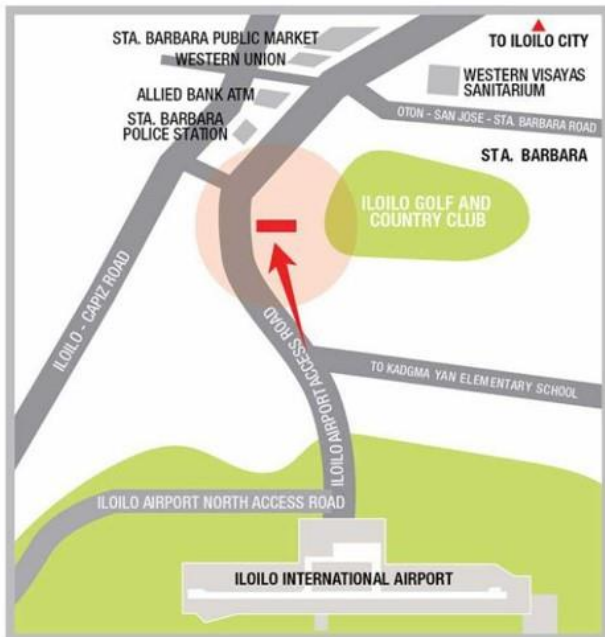 STA. BARBARA PUBLIC MARKET
WESTERN UNION
TO ILOILO CITY
WESTERN VISAYAS
SANITARIUM
ALLIED BANK ATM
STA. BARBARA
POLICE STATION
OTON - SAN JOSE - STA. BARBARA ROAD
STA. BARBARA
ILOILO GOLF AND
COUNTRY CLUB
ILOILO - CAPIZ ROAD
ILOILO AIRPORT ACCESS ROAD
TO KADGMA YAN ELEMENTARY SCHOOL
ILOILO AIRPORT NORTH ACCESS ROAD
ILOILO INTERNATIONAL AIRPORT